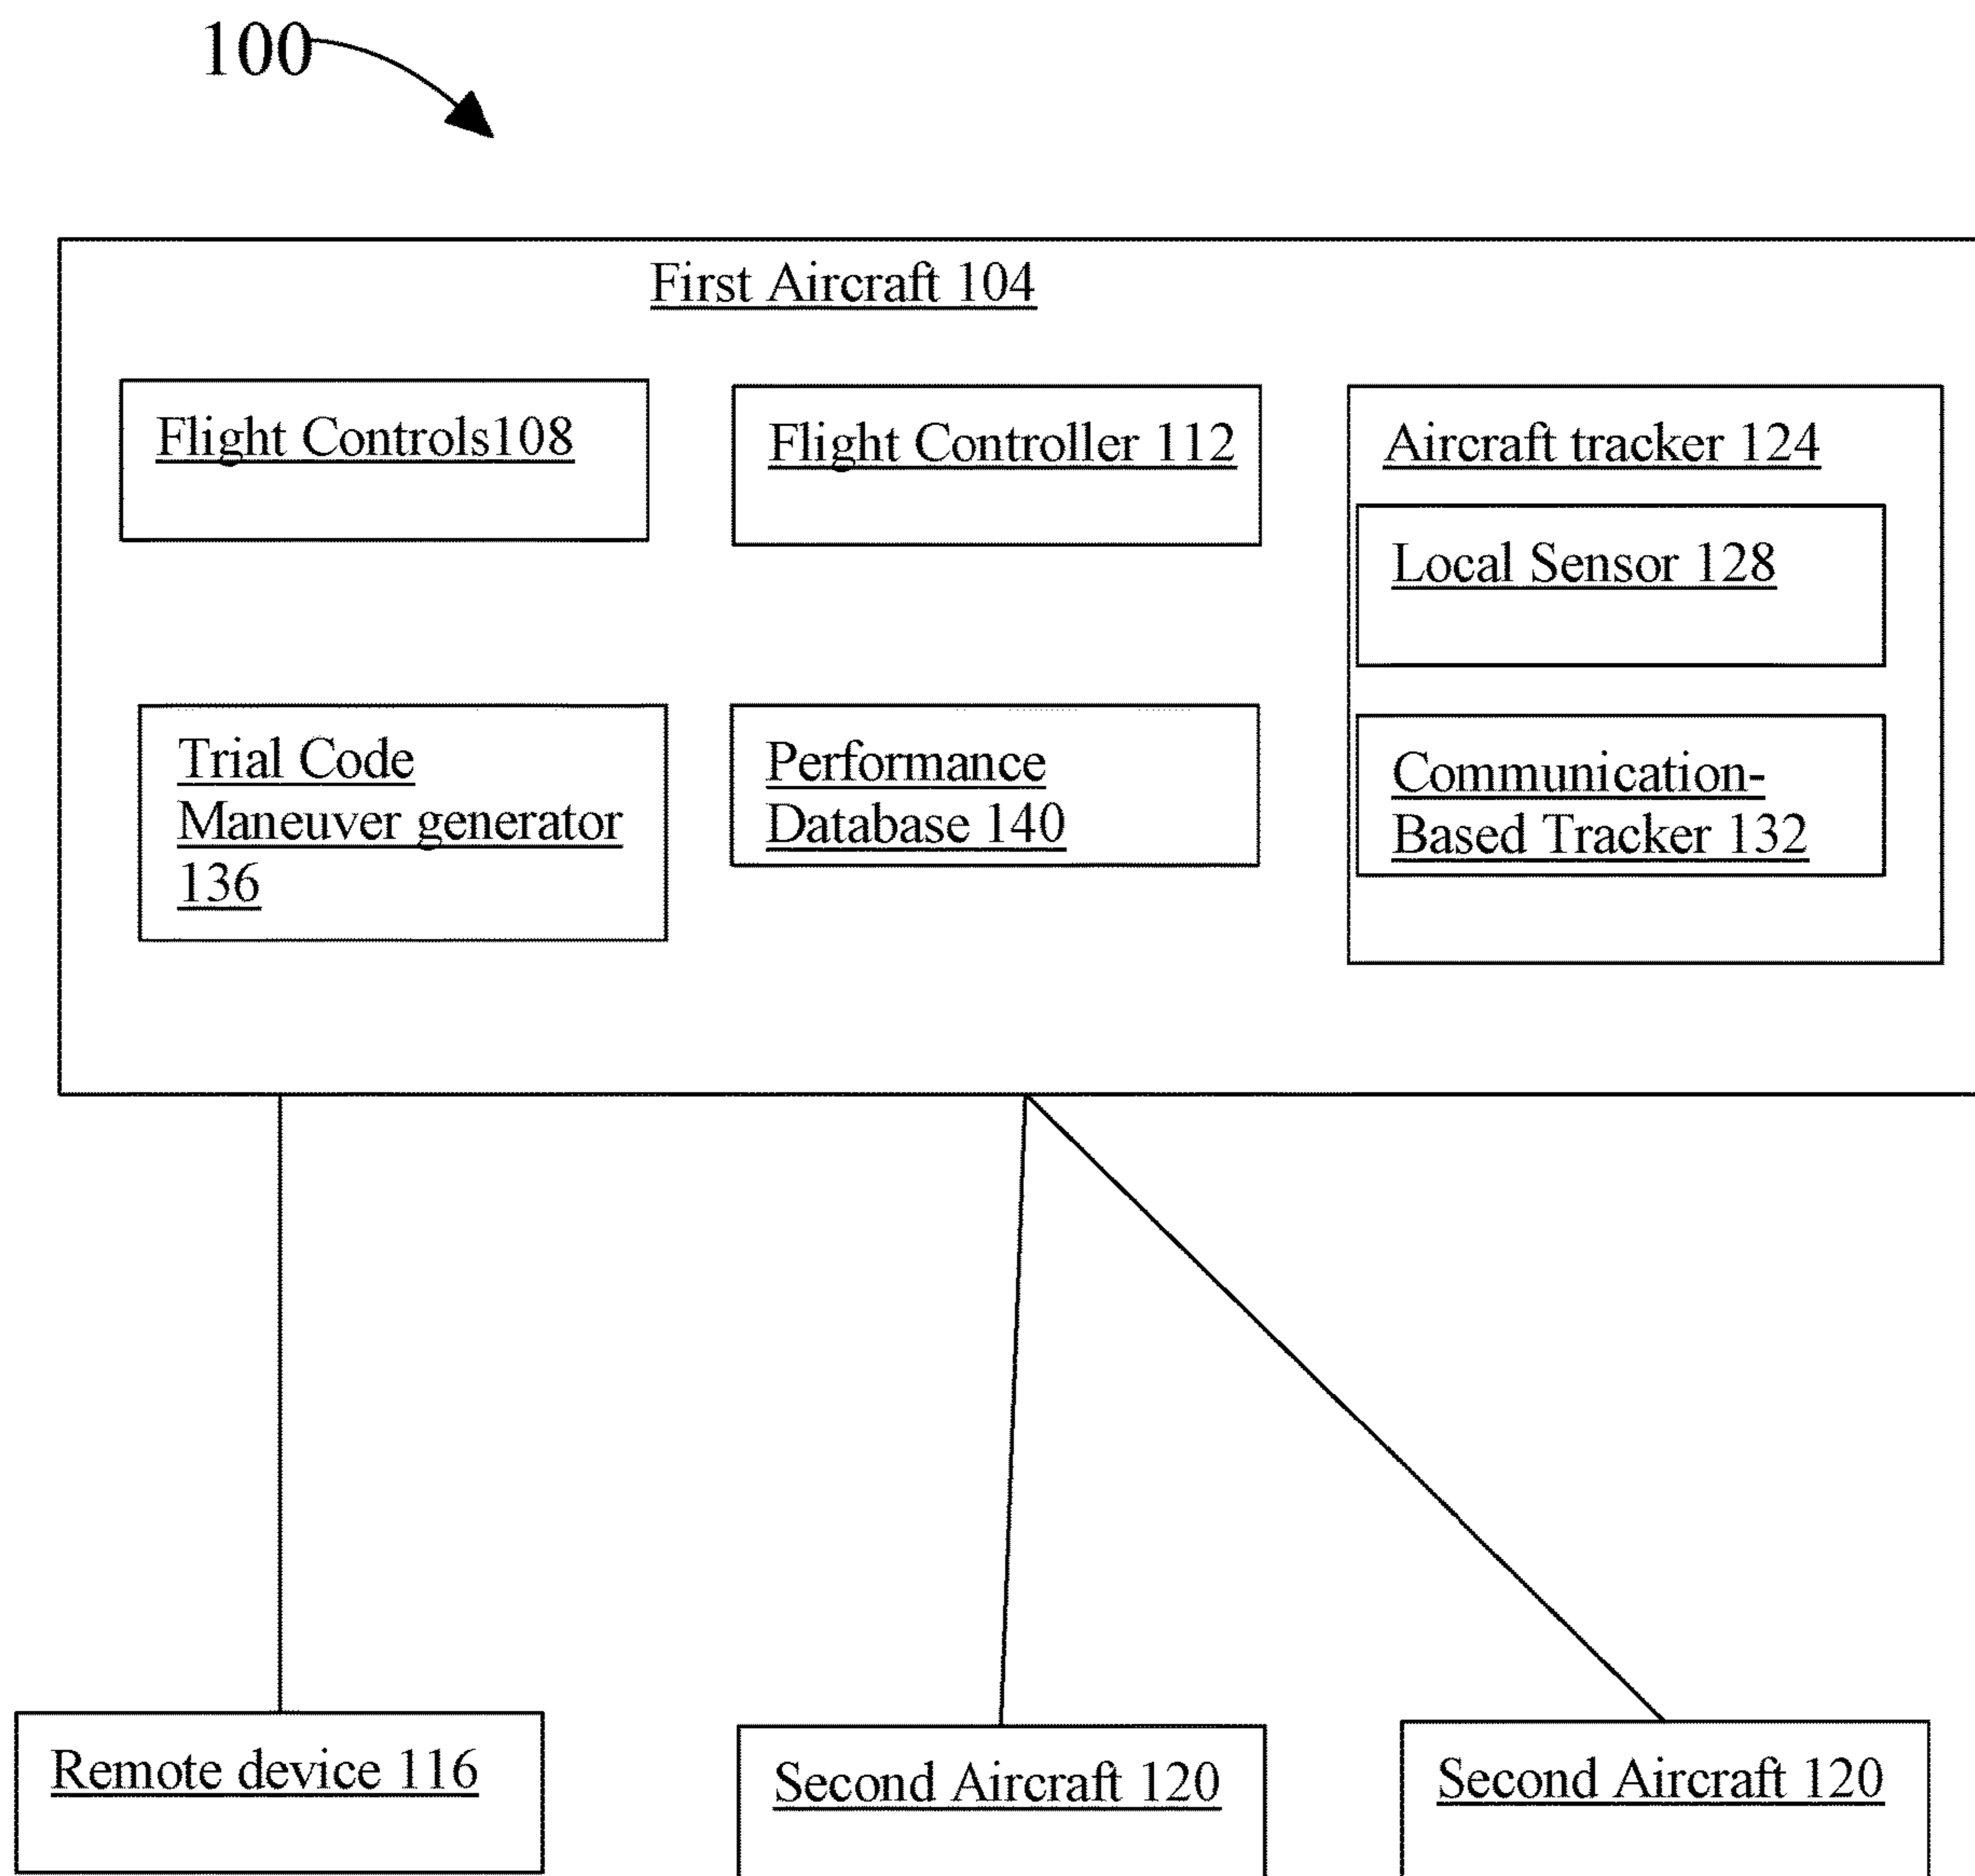 100
First Aircraft 104
Flight Controls108
Flight Controller 112
Aircraft tracker 124
Local Sensor 128
Trial Code
Maneuver generator
136
Performance
Database 140
Communication-
Based Tracker 132
Remote device 116
Second Aircraft 120
Second Aircraft 120